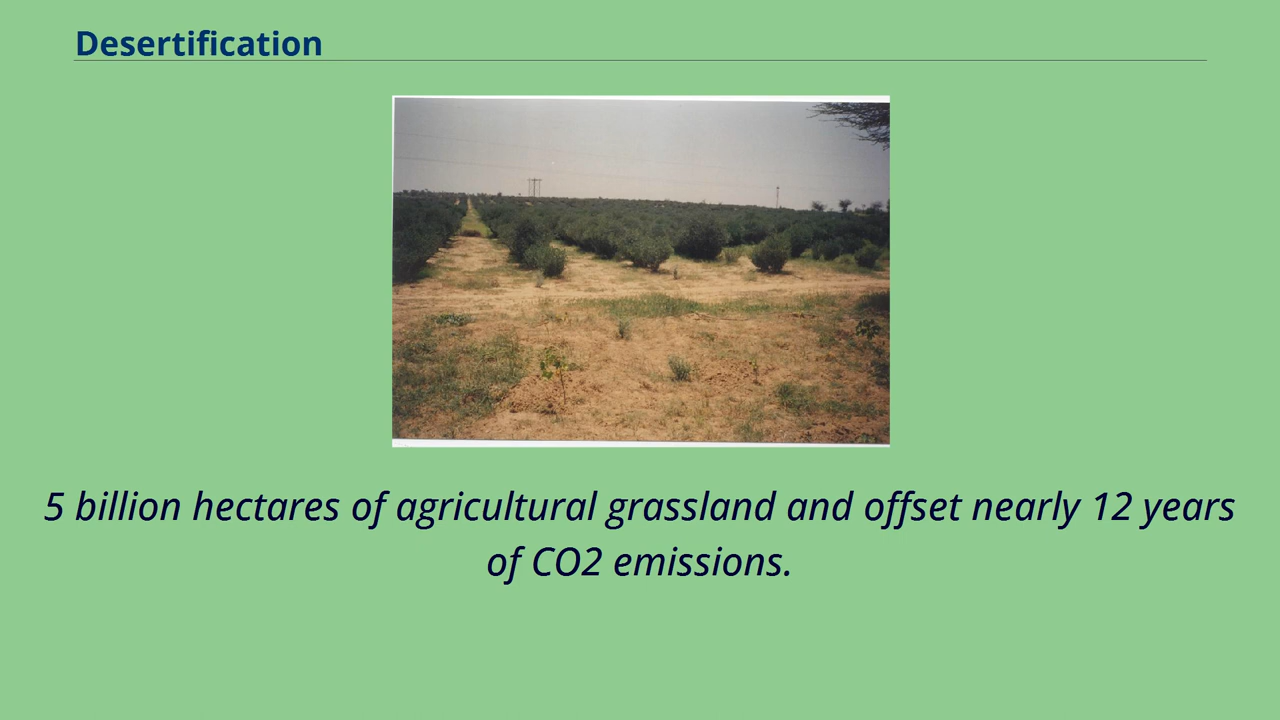 Desertification
5 billion hectares of agricultural grassland and offset nearly 12 years
of CO2 emissions.